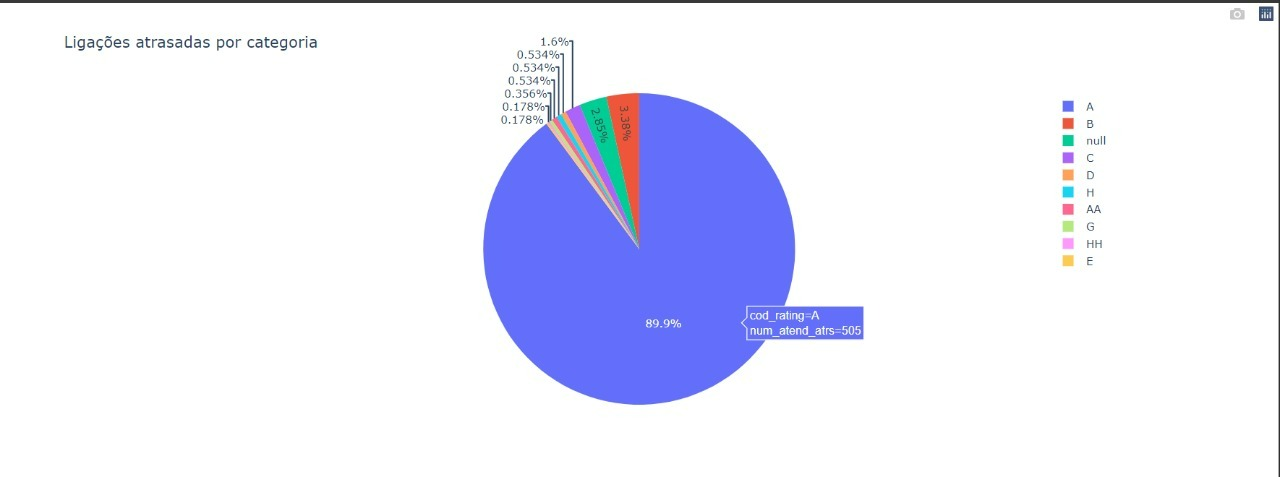 Ligações atrasadas por categoria
1.6%
0.534%
0.534%
0.534%
0.356%
0.178%
0.178%
2.85%
3.38%
89.9%
cod_rating=A
num_atend_atrs=505
A
B
null
C
D
H
AA
G
HH
E